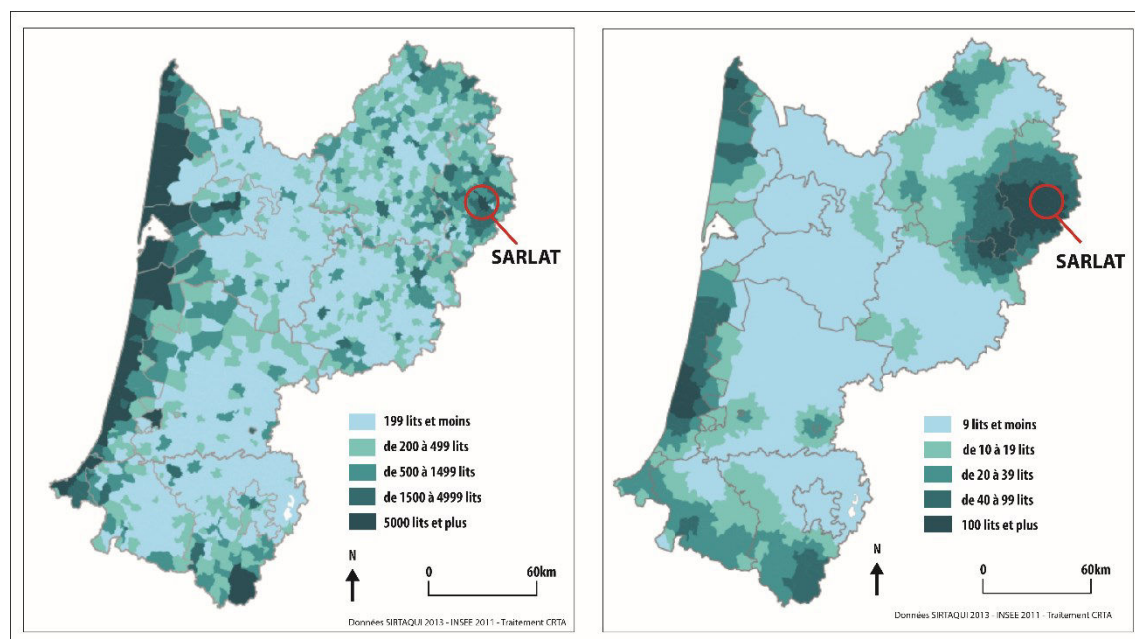 SARLAT
199 lits et moins
de 200 à 499 lits
de 500 à 1499 lits
de 1500 à 4999 lits
5000 lits et plus
N
0 60km
Données SIRTAQUI 2013 - INSEE 2011 - Traitement CRTA
SARLAT
9 lits et moins
de 10 à 19 lits
de 20 à 39 lits
de 40 à 99 lits
100 lits et plus
N
0 60km
Données SIRTAQUI 2013 - INSEE 2011 - Traitement CRTA